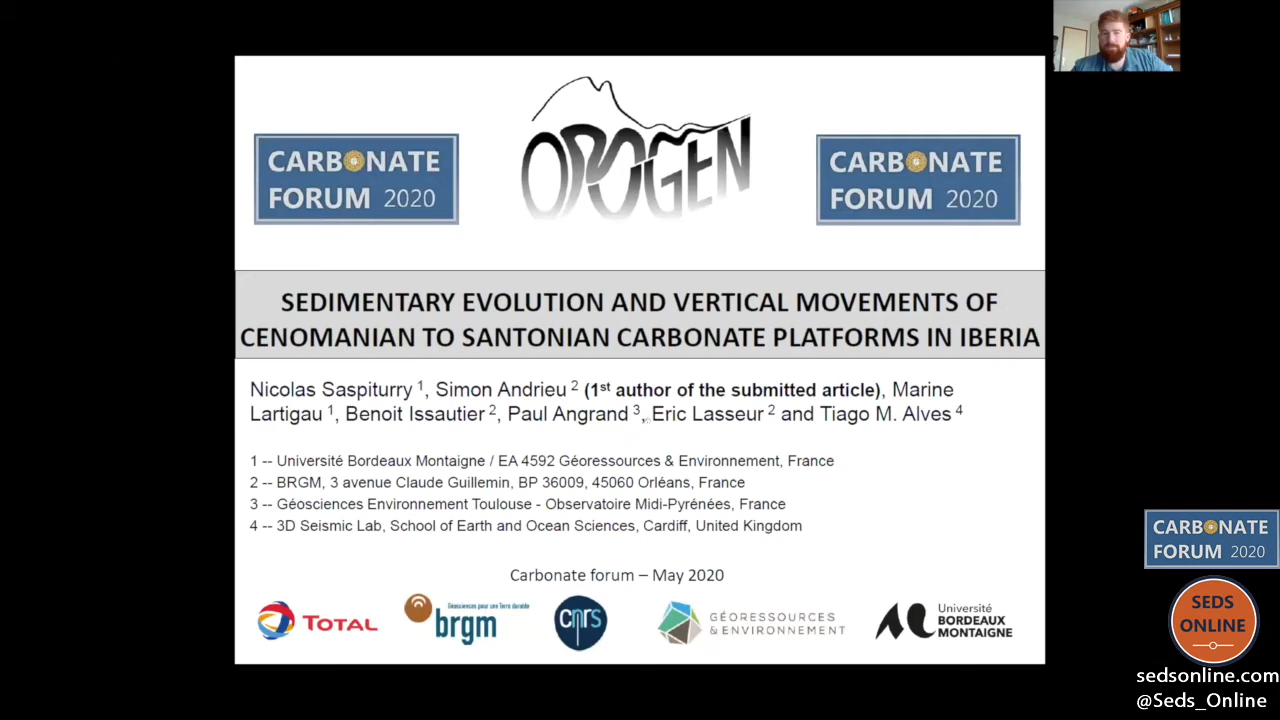 CARBONATE
FORUM 2020
OROGEN
CARBONATE
FORUM 2020
SEDIMENTARY EVOLUTION AND VERTICAL MOVEMENTS OF
CENOMANIAN TO SANTONIAN CARBONATE PLATFORMS IN IBERIA
Nicolas Saspiturry 1, Simon Andrieu 2 (1st author of the submitted article), Marine
Lartigau 1, Benoit Issautier 2, Paul Angrand 3, Eric Lasseur 2 and Tiago M. Alves 4
1 -- Université Bordeaux Montaigne / EA 4592 Géoressources & Environnement, France
2 -- BRGM, 3 avenue Claude Guillemin, BP 36009, 45060 Orléans, France
3 -- Géosciences Environnement Toulouse - Observatoire Midi-Pyrénées, France
4 -- 3D Seismic Lab, School of Earth and Ocean Sciences, Cardiff, United Kingdom
Carbonate forum – May 2020
TOTAL
Géosciences pour une Terre durable
brgm
cnrs
GÉORESSOURCES
& ENVIRONNEMENT
Université
BORDEAUX
MONTAIGNE
CARBONATE
FORUM 2020
SEDS
ONLINE
sedsonline.com
@Seds_Online